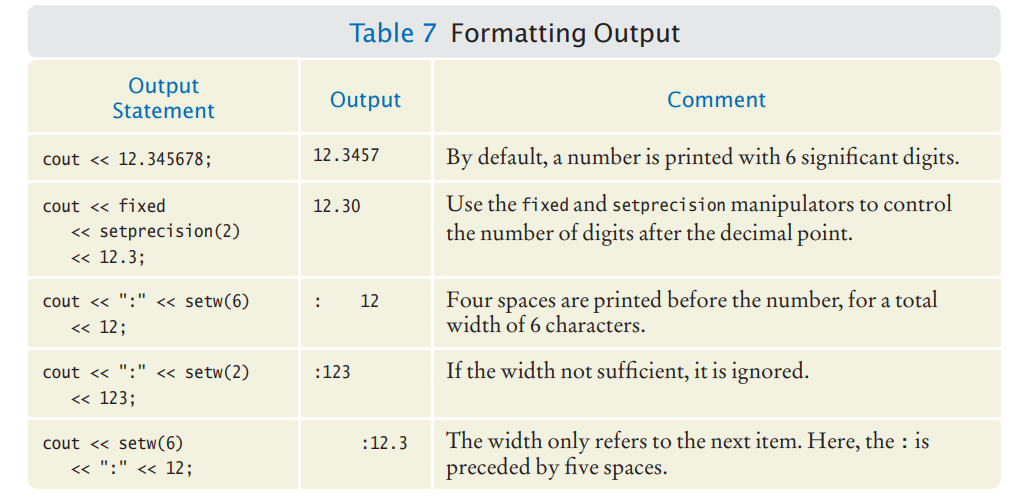 Table 7 Formatting Output
Output
Statement
Output
Comment
cout << 12.345678;
12.3457
By default, a number is printed with 6 significant digits.
cout << fixed
<< setprecision(2)
<< 12.3;
12.30
Use the fixed and setprecision manipulators to control
the number of digits after the decimal point.
cout << ":" << setw(6)
<< 12;
:    12
Four spaces are printed before the number, for a total
width of 6 characters.
cout << ":" << setw(2)
<< 123;
:123
If the width not sufficient, it is ignored.
cout << setw(6)
<< ":" << 12;
     :12.3
The width only refers to the next item. Here, the : is
preceded by five spaces.